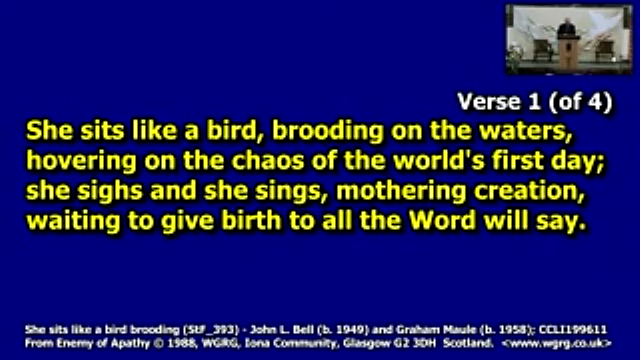 Verse 1 (of 4)
She sits like a bird, brooding on the waters,
hovering on the chaos of the world's first day;
she sighs and she sings, mothering creation,
waiting to give birth to all the Word will say.
She sits like a bird brooding (StF_393) - John L. Bell (b. 1949) and Graham Maule (b. 1958); CCLI199611
From Enemy of Apathy © 1988, WGRG, Iona Community, Glasgow G2 3DH Scotland. <www.wgrg.co.uk>